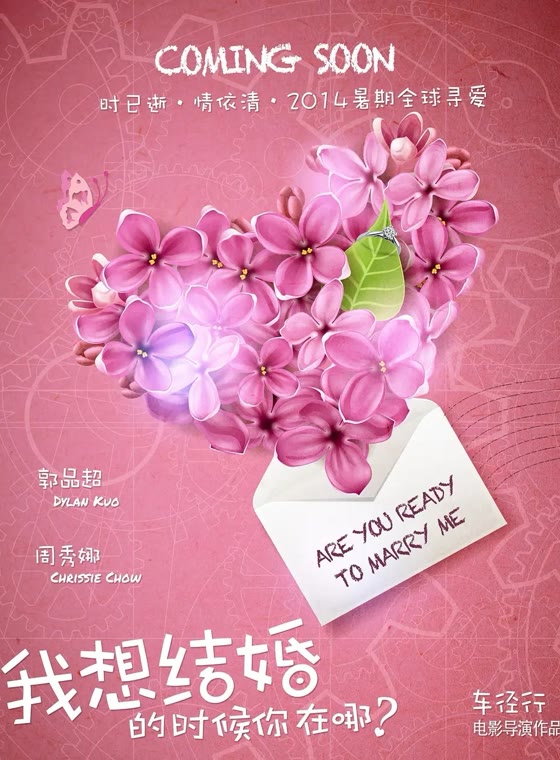 COMING SOON
时已逝·情依清·2014暑期全球寻爱
郭品超
DYLAN KUO
周秀娜
CHRISSIE CHOW
ARE YOU READY
TO MARRY ME
我想结婚
的时候你在哪?
车径行
电影导演作品